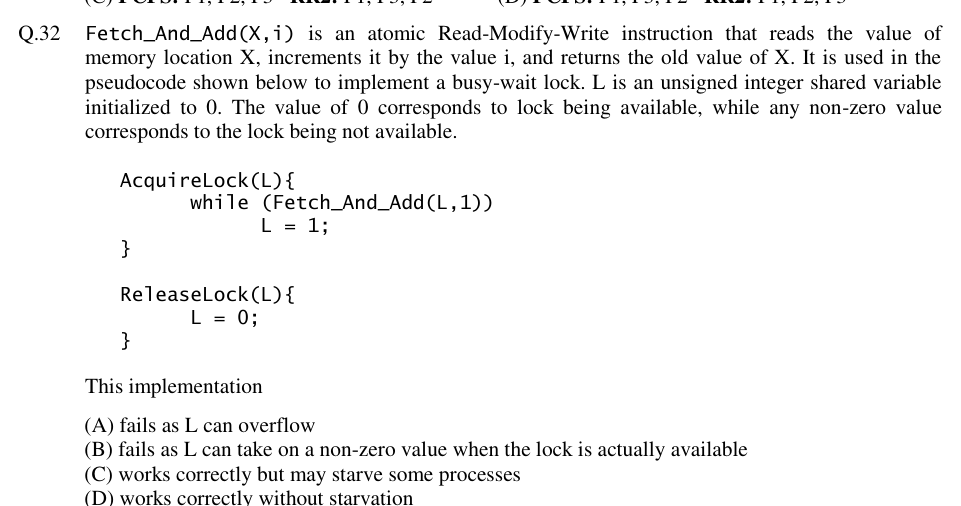 Q.32 Fetch_And_Add(X,i) is an atomic Read-Modify-Write instruction that reads the value of
memory location X, increments it by the value i, and returns the old value of X. It is used in the
pseudocode shown below to implement a busy-wait lock. L is an unsigned integer shared variable
initialized to 0. The value of 0 corresponds to lock being available, while any non-zero value
corresponds to the lock being not available.
AcquireLock(L){
while (Fetch_And_Add(L,1))
L = 1;
}
ReleaseLock(L){
L = 0;
}
This implementation
(A) fails as L can overflow
(B) fails as L can take on a non-zero value when the lock is actually available
(C) works correctly but may starve some processes
(D) works correctly without starvation